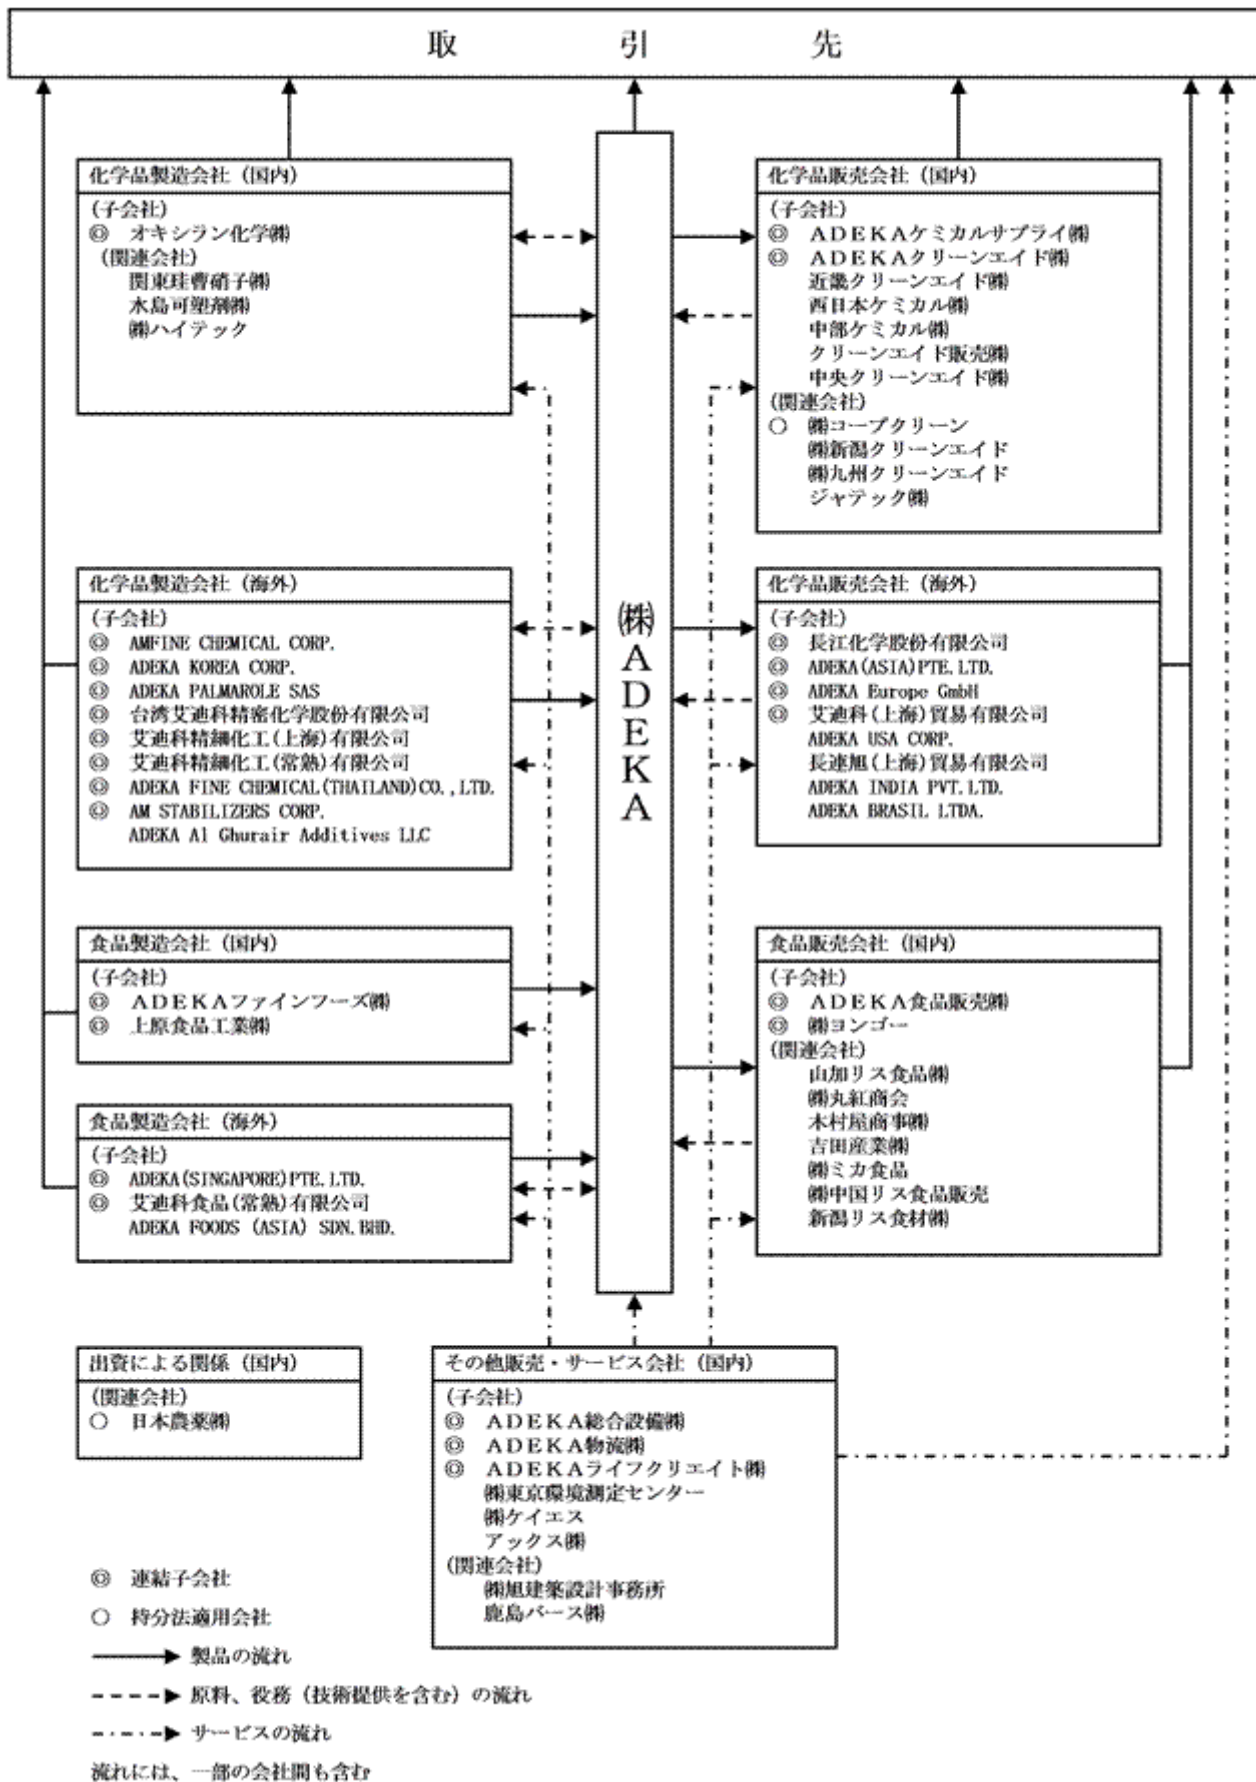 取引先
化学品製造会社（国内）
(子会社)
◎ オキシラン化学㈱
(関連会社)
関東珪曹硝子㈱
水島可塑剤㈱
㈱ハイテック
化学品販売会社（国内）
(子会社)
◎ ＡＤＥＫＡケミカルサプライ㈱
◎ ＡＤＥＫＡクリーンエイド㈱
近畿クリーンエイド㈱
西日本ケミカル㈱
中部ケミカル㈱
クリーンエイド販売㈱
中央クリーンエイド㈱
(関連会社)
○ ㈱コープクリーン
㈱新潟クリーンエイド
㈱九州クリーンエイド
ジャテック㈱
㈱ＡＤＥＫＡ
化学品製造会社（海外）
(子会社)
◎ AMFINE CHEMICAL CORP.
◎ ADEKA KOREA CORP.
◎ ADEKA PALMAROLE SAS
◎ 台湾艾迪科精密化学股份有限公司
◎ 艾迪科精細化工(上海)有限公司
◎ 艾迪科精細化工(常熟)有限公司
◎ ADEKA FINE CHEMICAL(THAILAND)CO.,LTD.
◎ AM STABILIZERS CORP.
ADEKA Al Ghurair Additives LLC
化学品販売会社（海外）
(子会社)
◎ 長江化学股份有限公司
◎ ADEKA(ASIA)PTE.LTD.
◎ ADEKA Europe GmbH
◎ 艾迪科(上海)貿易有限公司
ADEKA USA CORP.
長連旭(上海)貿易有限公司
ADEKA INDIA PVT.LTD.
ADEKA BRASIL LTDA.
食品製造会社（国内）
(子会社)
◎ ＡＤＥＫＡファインフーズ㈱
◎ 上原食品工業㈱
食品販売会社（国内）
(子会社)
◎ ＡＤＥＫＡ食品販売㈱
◎ ㈱ヨンゴー
(関連会社)
山加リス食品㈱
㈱丸紅商会
木村屋商事㈱
吉田産業㈱
㈱ミカ食品
㈱中国リス食品販売
新潟リス食材㈱
食品製造会社（海外）
(子会社)
◎ ADEKA(SINGAPORE)PTE.LTD.
◎ 艾迪科食品(常熟)有限公司
ADEKA FOODS (ASIA) SDN.BHD.
出資による関係（国内）
(関連会社)
○ 日本農薬㈱
その他販売・サービス会社（国内）
(子会社)
◎ ＡＤＥＫＡ総合設備㈱
◎ ＡＤＥＫＡ物流㈱
◎ ＡＤＥＫＡライフクリエイト㈱
㈱東京環境測定センター
㈱ケイエス
アックス㈱
(関連会社)
㈱旭建築設計事務所
鹿島バース㈱
◎ 連結子会社
○ 持分法適用会社
製品の流れ
原料、役務（技術提供を含む）の流れ
サービスの流れ
流れには、一部の会社間も含む